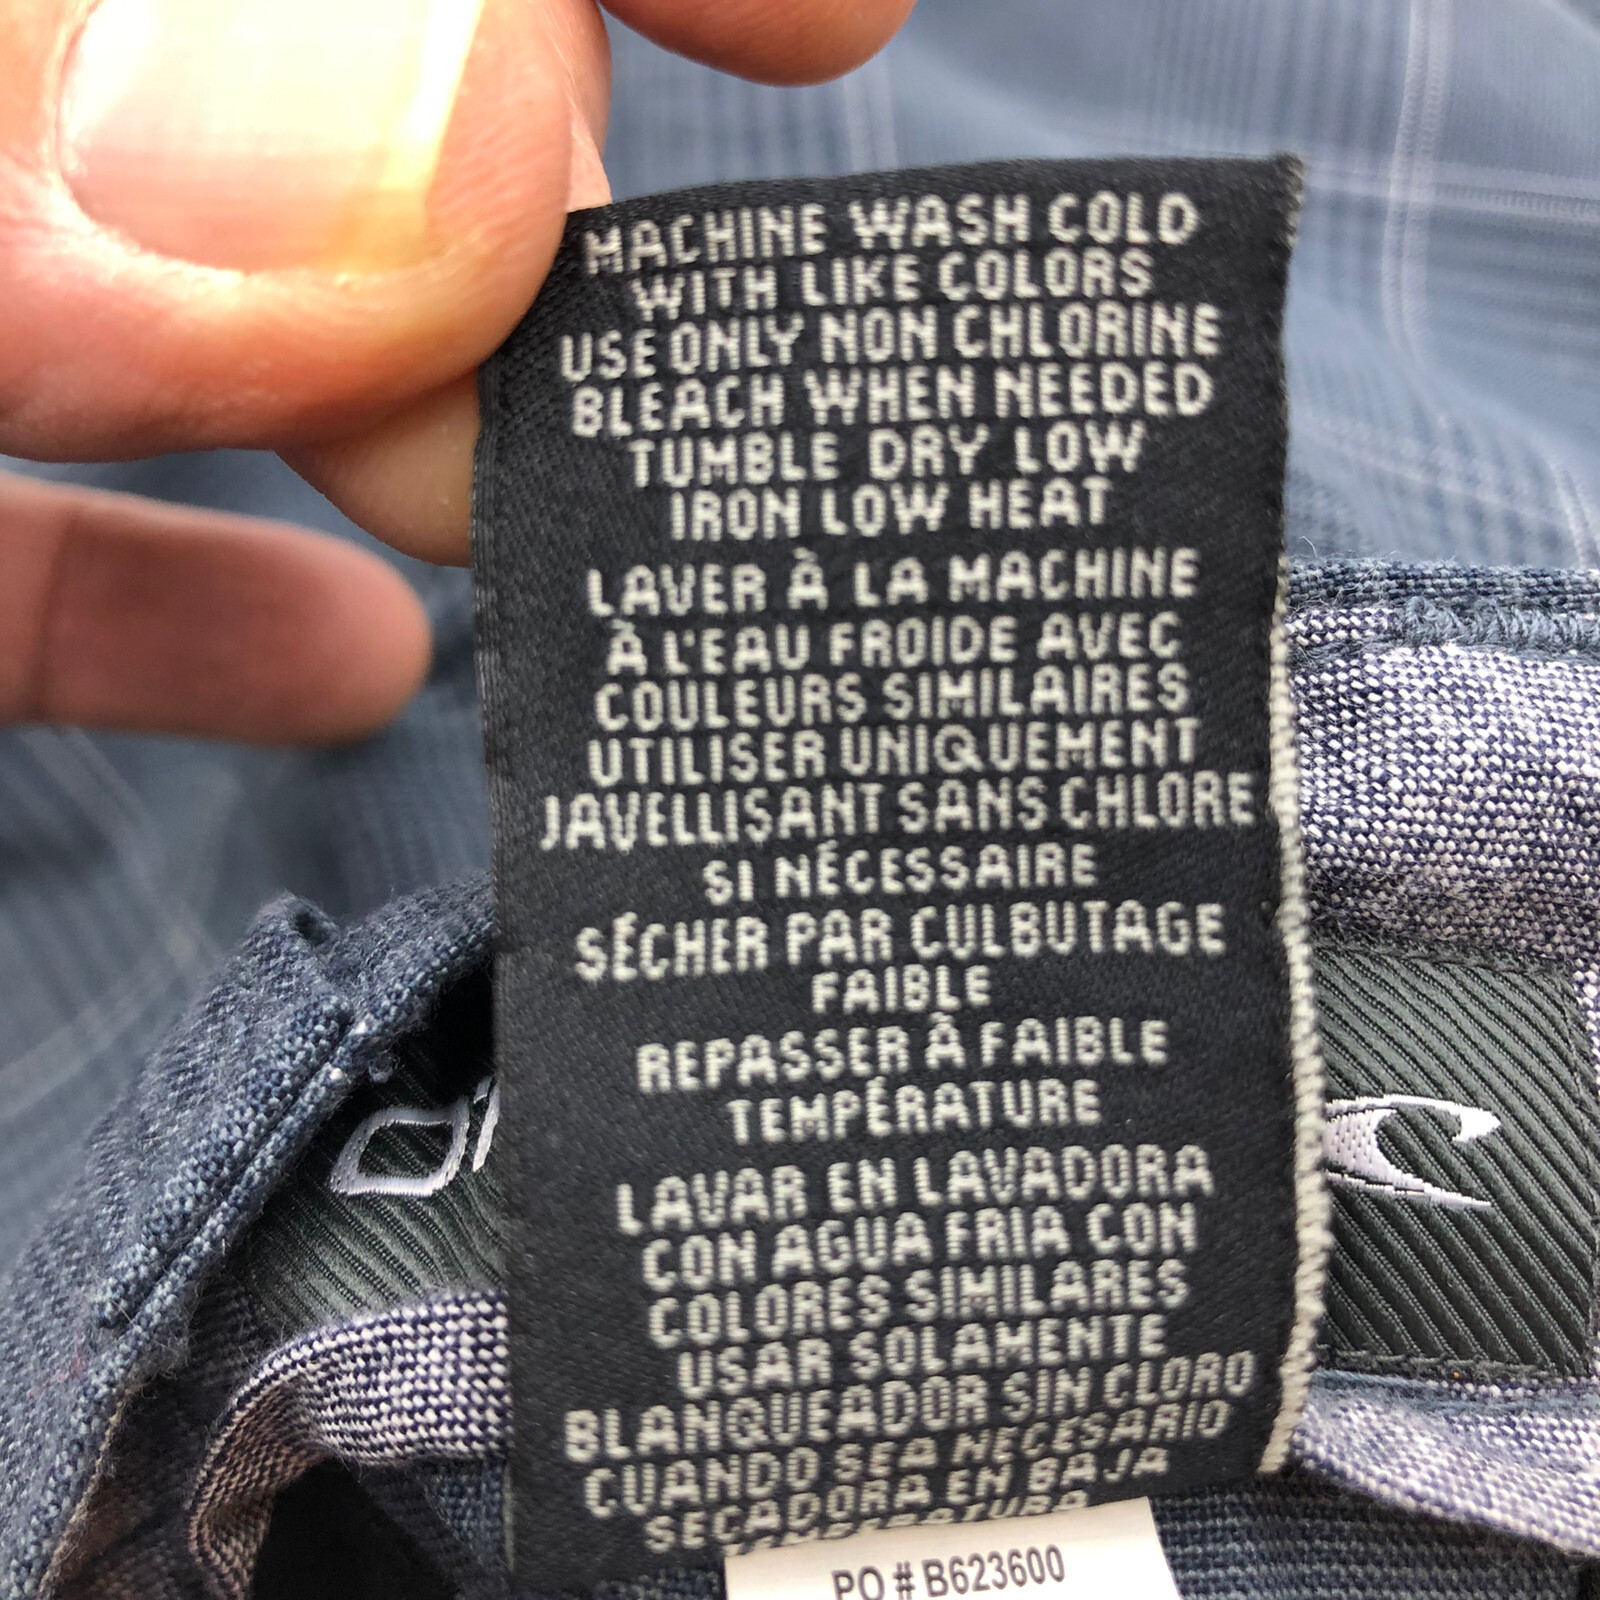 MACHINE WASH COLD
WITH LIKE COLORS
USE ONLY NON CHLORINE
BLEACH WHEN NEEDED
TUMBLE DRY LOW
IRON LOW HEAT
LAVER À LA MACHINE
À L'EAU FROIDE AVEC
COULEURS SIMILAIRES
UTILISER UNIQUEMENT
JAVELLISANT SANS CHLORE
SI NÉCESSAIRE
SÉCHER PAR CULBUTAGE
FAIBLE
REPASSER À FAIBLE
TEMPÉRATURE
LAVAR EN LAVADORA
CON AGUA FRIA CON
COLORES SIMILARES
USAR SOLAMENTE
BLANQUEADOR SIN CLORO
CUANDO SEA NECESARIO
SECADORA EN BAJA
PO # B623600